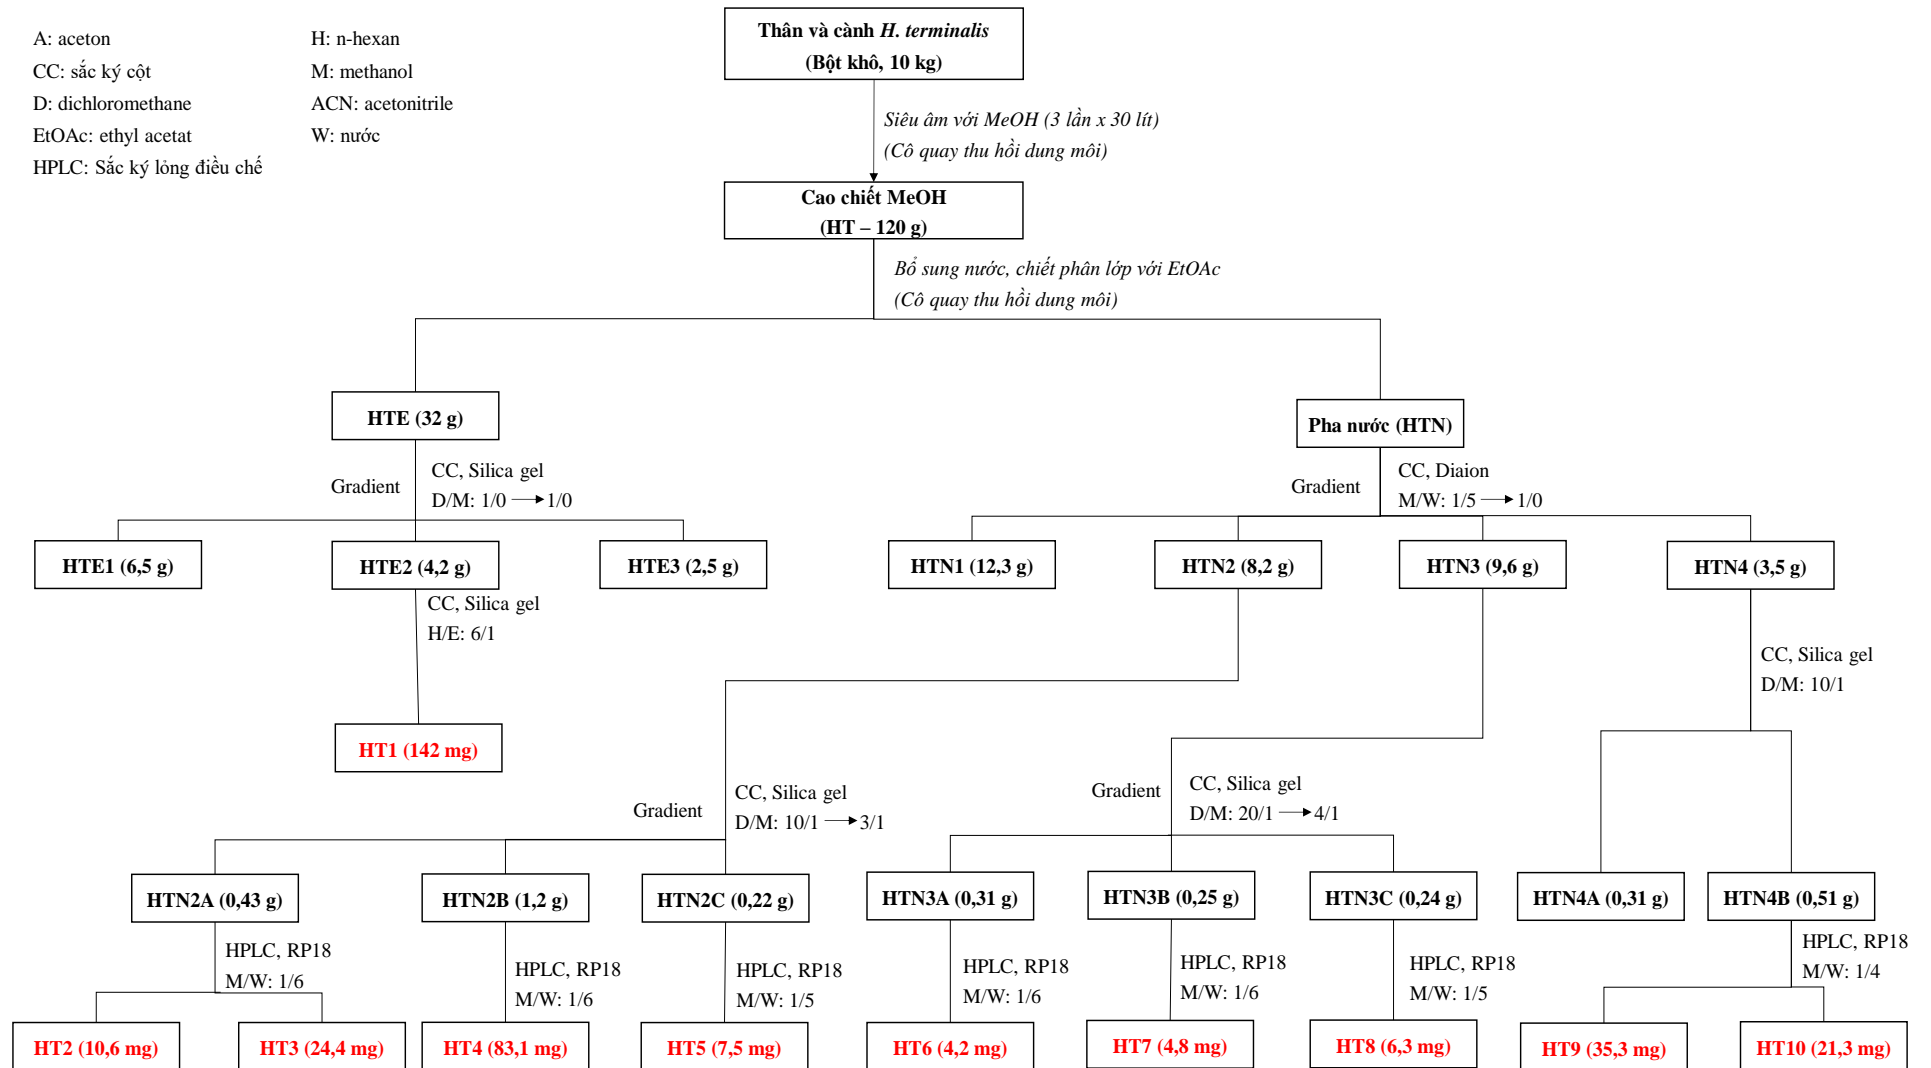 A: aceton
H: n-hexan
CC: sắc ký cột
M: methanol
D: dichloromethane
ACN: acetonitrile
EtOAc: ethyl acetat
W: nước
HPLC: Sắc ký lỏng điều chế
Thân và cành H. terminalis
(Bột khô, 10 kg)
Siêu âm với MeOH (3 lần x 30 lít)
(Cô quay thu hồi dung môi)
Cao chiết MeOH
(HT – 120 g)
Bổ sung nước, chiết phân lớp với EtOAc
(Cô quay thu hồi dung môi)
HTE (32 g)
Pha nước (HTN)
Gradient
CC, Silica gel
D/M: 1/0 → 1/0
Gradient
CC, Diaion
M/W: 1/5 → 1/0
HTE1 (6,5 g)
HTE2 (4,2 g)
HTE3 (2,5 g)
HTN1 (12,3 g)
HTN2 (8,2 g)
HTN3 (9,6 g)
HTN4 (3,5 g)
CC, Silica gel
H/E: 6/1
CC, Silica gel
D/M: 10/1
HT1 (142 mg)
Gradient
CC, Silica gel
D/M: 10/1 → 3/1
Gradient
CC, Silica gel
D/M: 20/1 → 4/1
HTN2A (0,43 g)
HTN2B (1,2 g)
HTN2C (0,22 g)
HTN3A (0,31 g)
HTN3B (0,25 g)
HTN3C (0,24 g)
HTN4A (0,31 g)
HTN4B (0,51 g)
HPLC, RP18
M/W: 1/6
HPLC, RP18
M/W: 1/6
HPLC, RP18
M/W: 1/5
HPLC, RP18
M/W: 1/6
HPLC, RP18
M/W: 1/6
HPLC, RP18
M/W: 1/5
HPLC, RP18
M/W: 1/4
HT2 (10,6 mg)
HT3 (24,4 mg)
HT4 (83,1 mg)
HT5 (7,5 mg)
HT6 (4,2 mg)
HT7 (4,8 mg)
HT8 (6,3 mg)
HT9 (35,3 mg)
HT10 (21,3 mg)